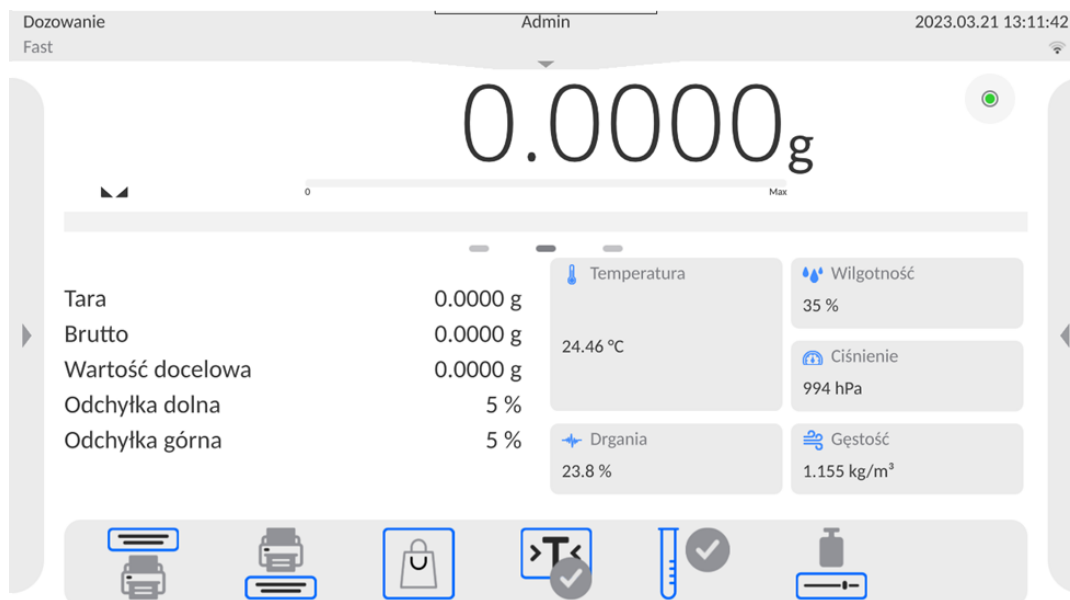 Dozowanie Admin 2023.03.21 13:11:42
Fast
0.0000 g
0 Max
Tara 0.0000 g
Brutto 0.0000 g
Wartość docelowa 0.0000 g
Odchyłka dolna 5 %
Odchyłka górna 5 %
Temperatura
24.46 °C
Wilgotność
35 %
Ciśnienie
994 hPa
Drgania
23.8 %
Gęstość
1.155 kg/m³
>T<